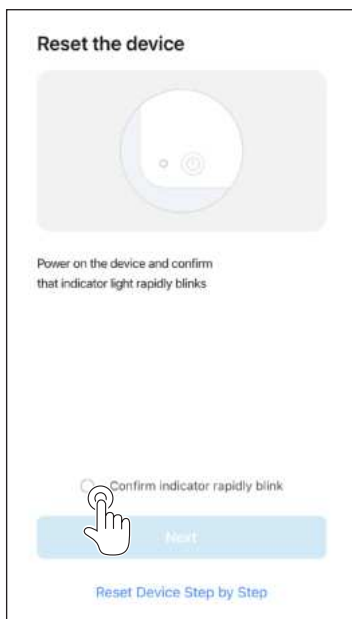 Reset the device
Power on the device and confirm
that indicator light rapidly blinks
Confirm indicator rapidly blink
Next
Reset Device Step by Step